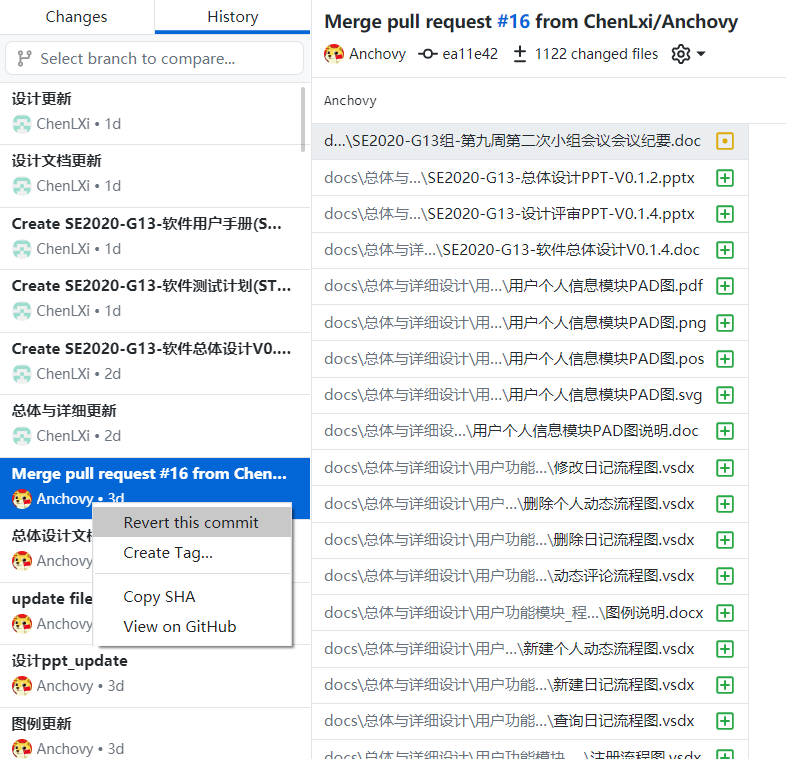 Changes
History
Select branch to compare...
设计更新
ChenLXi • 1d
设计文档更新
ChenLXi • 1d
Create SE2020-G13-软件用户手册(S...
ChenLXi • 1d
Create SE2020-G13-软件测试计划(ST...
ChenLXi • 1d
Create SE2020-G13-软件总体设计V0....
ChenLXi • 2d
总体与详细更新
ChenLXi • 2d
Merge pull request #16 from Chen...
Anchovy • 3d
Revert this commit
Create Tag...
Copy SHA
View on GitHub
总体设计文
Anchovy
update file
Anchovy
设计ppt_update
Anchovy • 3d
图例更新
Anchovy • 3d
Merge pull request #16 from ChenLxi/Anchovy
Anchovy ea11e42 1122 changed files
Anchovy
d...\SE2020-G13组-第九周第二次小组会议会议纪要.doc
docs\总体与...\SE2020-G13-总体设计PPT-V0.1.2.pptx
docs\总体与...\SE2020-G13-设计评审PPT-V0.1.4.pptx
docs\总体与详...\SE2020-G13-软件总体设计V0.1.4.doc
docs\总体与详细设计\用...\用户个人信息模块PAD图.pdf
docs\总体与详细设计\用...\用户个人信息模块PAD图.png
docs\总体与详细设计\用...\用户个人信息模块PAD图.pos
docs\总体与详细设计\用...\用户个人信息模块PAD图.svg
docs\总体与详细设...\用户个人信息模块PAD图说明.doc
docs\总体与详细设计\用户功能...\修改日记流程图.vsdx
docs\总体与详细设计\用户...\删除个人动态流程图.vsdx
docs\总体与详细设计\用户功能...\删除日记流程图.vsdx
docs\总体与详细设计\用户功能...\动态评论流程图.vsdx
docs\总体与详细设计\用户功能模块_程...\图例说明.docx
docs\总体与详细设计\用户...\新建个人动态流程图.vsdx
docs\总体与详细设计\用户功能...\新建日记流程图.vsdx
docs\总体与详细设计\用户功能...\查询日记流程图.vsdx
docs\总体与详细设计\用户功能模块_...\注册流程图.vsdx